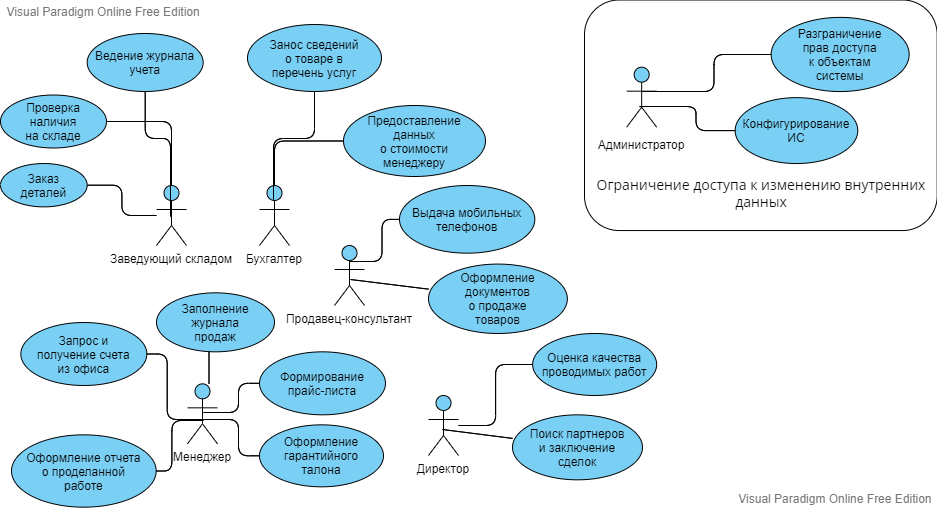 Visual Paradigm Online Free Edition
Ведение журнала
учета
Занос сведений
о товаре в
перечень услуг
Разграничение
прав доступа
к объектам
системы
Проверка
наличия
на складе
Предоставление
данных
о стоимости
менеджеру
Администратор
Конфигурирование
ИС
Заказ
деталей
Ограничение доступа к изменению внутренних
данных
Заведующий складом
Бухгалтер
Выдача мобильных
телефонов
Оформление
документов
о продаже
товаров
Продавец-консультант
Заполнение
журнала
продаж
Запрос и
получение счета
из офиса
Формирование
прайс-листа
Оценка качества
проводимых работ
Менеджер
Оформление
гарантийного
талона
Оформление отчета
о проделанной
работе
Директор
Поиск партнеров
и заключение
сделок
Visual Paradigm Online Free Edition